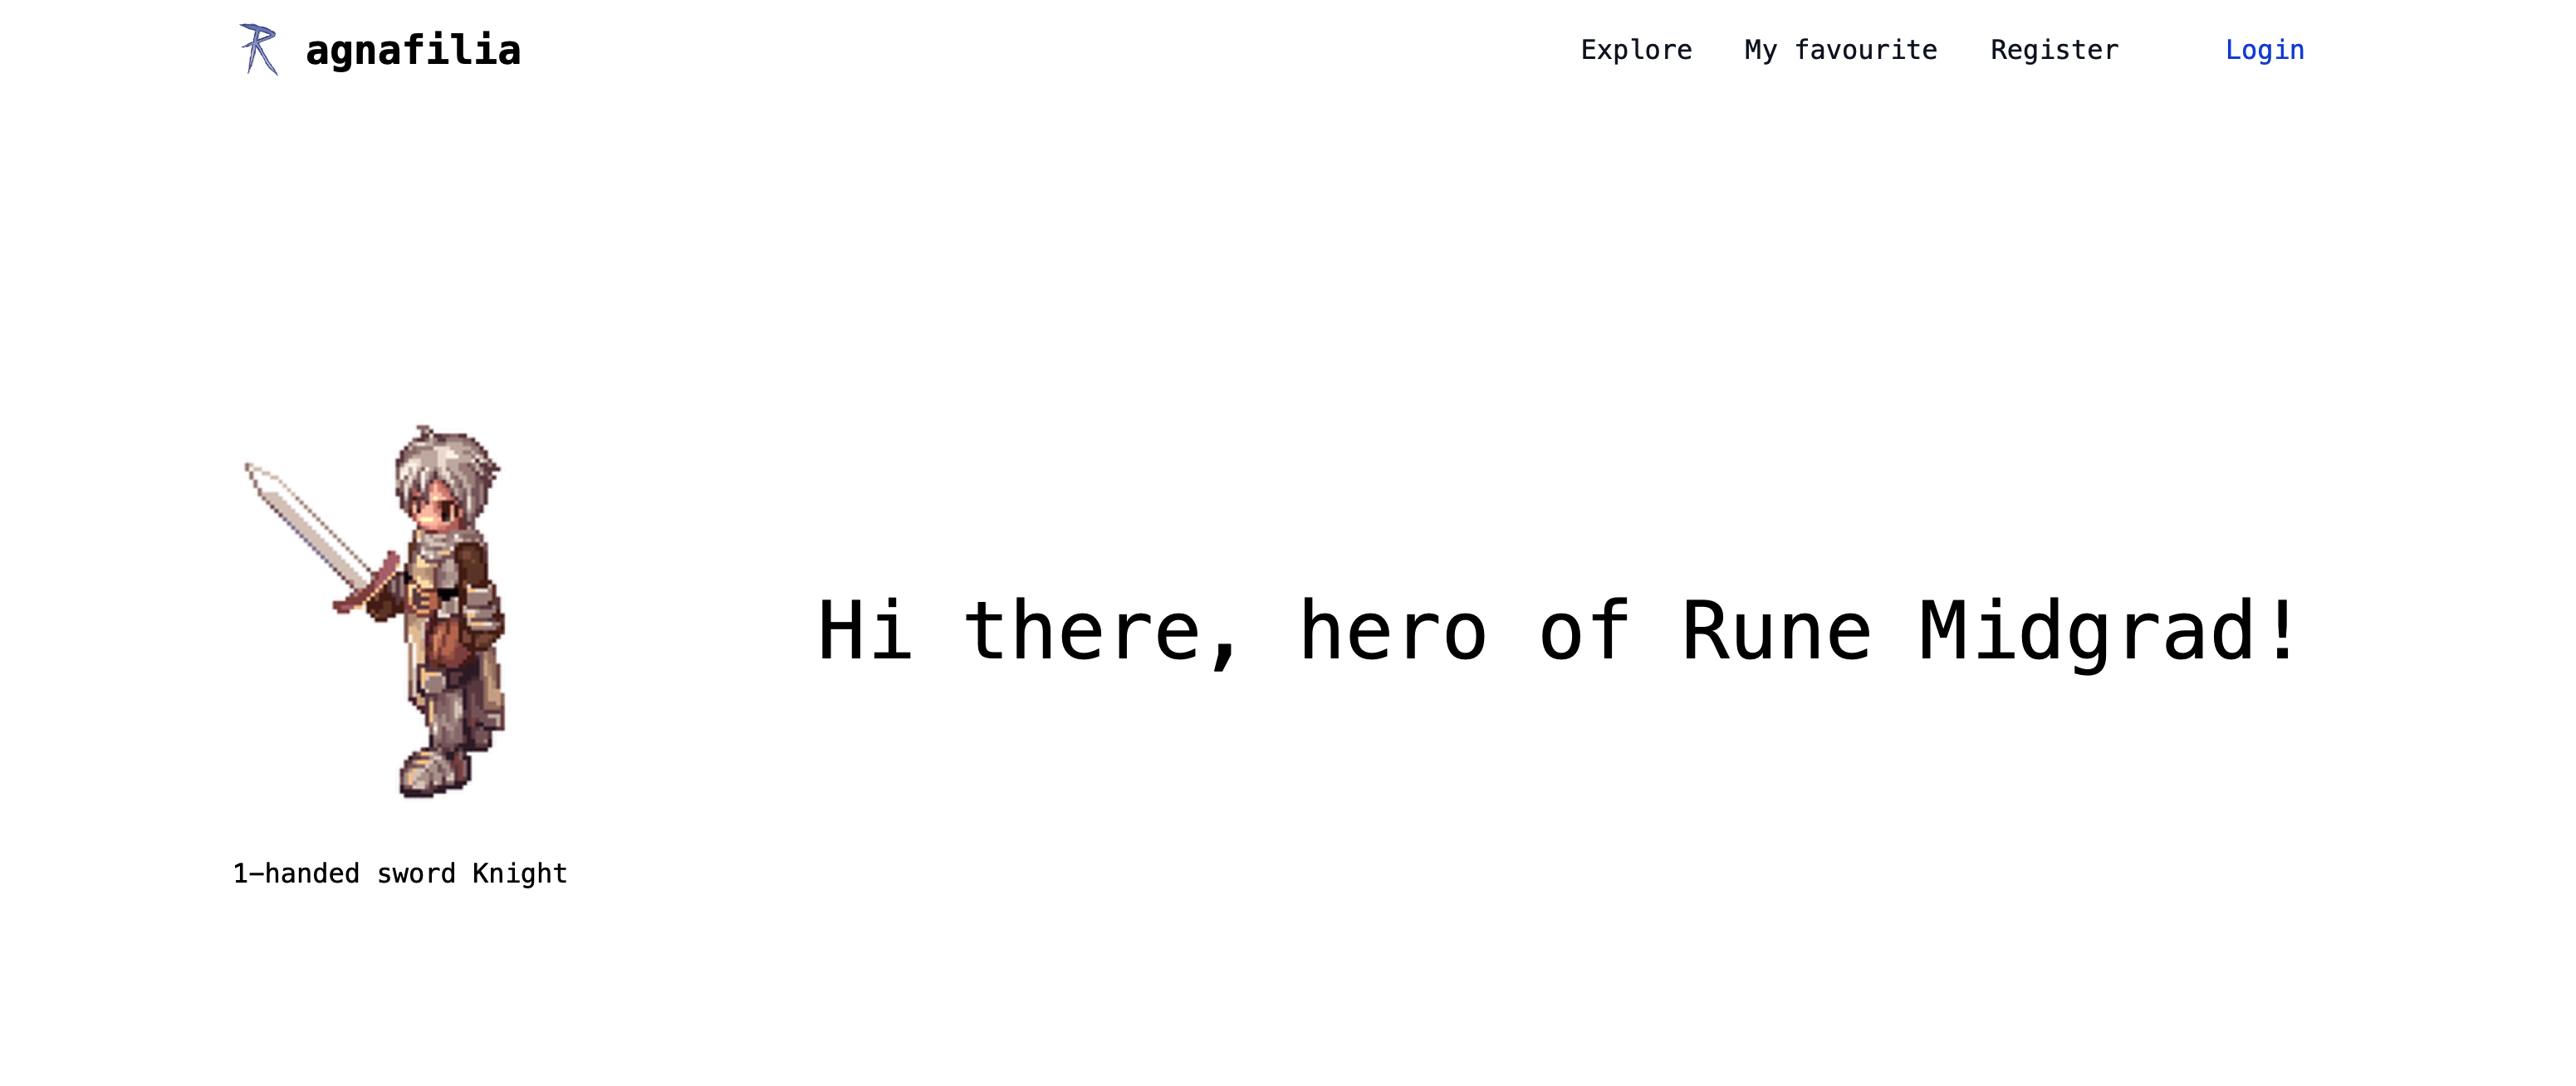 R agnafilia
Explore My favourite Register Login
Hi there, hero of Rune Midgrad!
1-handed sword Knight